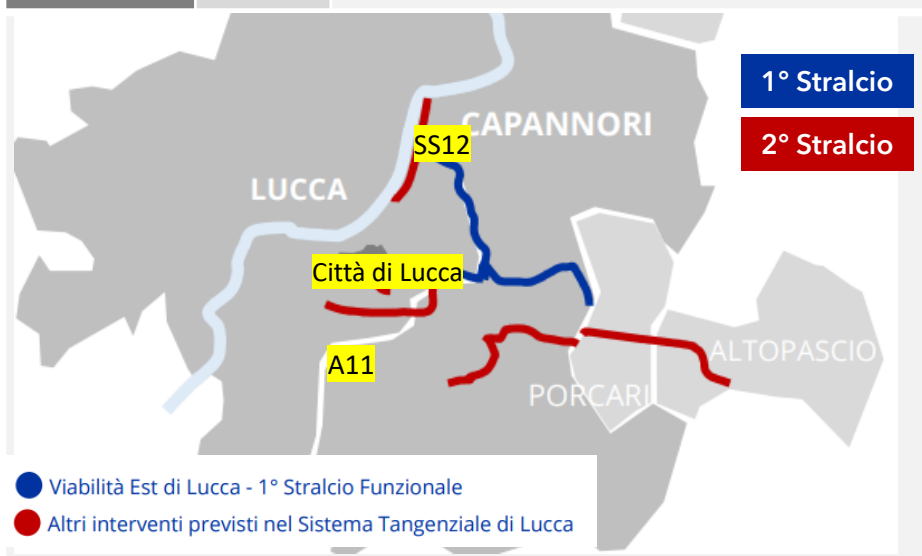 1° Stralcio
CAPANNORI
SS12
2° Stralcio
LUCCA
Città di Lucca
A11
ALTOPASCIO
PORCARI
Viabilità Est di Lucca - 1° Stralcio Funzionale
Altri interventi previsti nel Sistema Tangenziale di Lucca